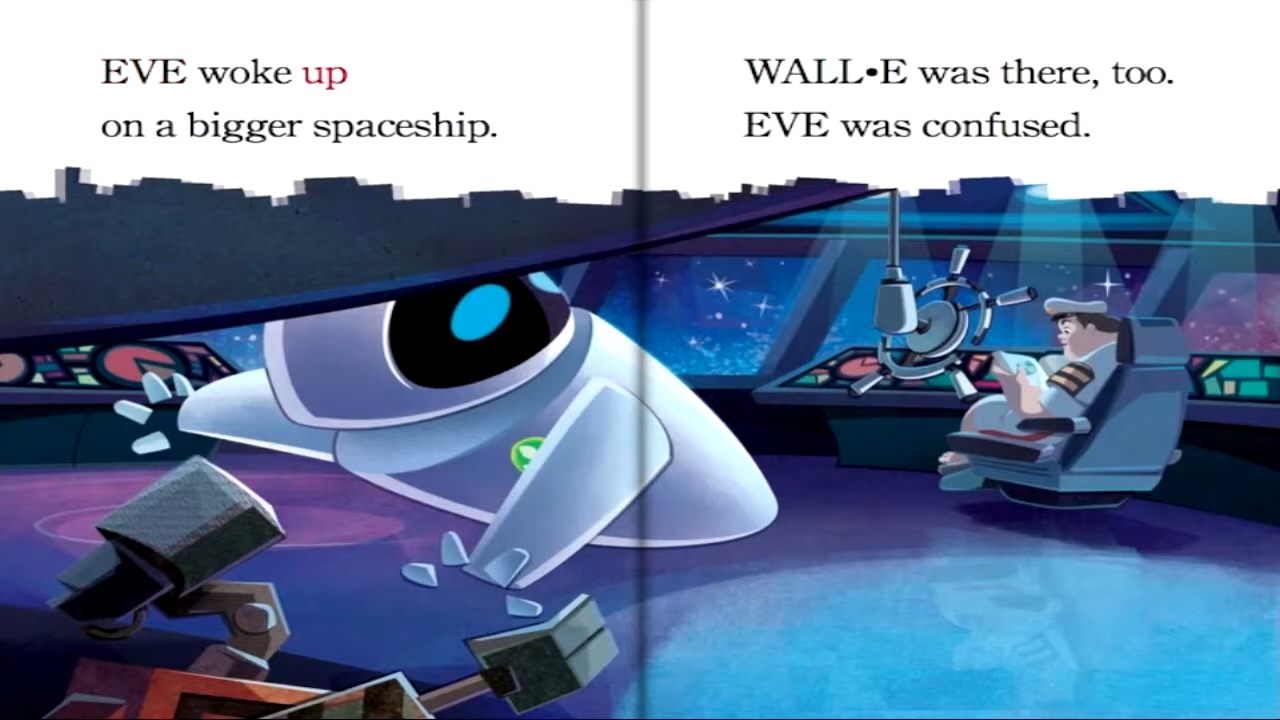 EVE woke up
on a bigger spaceship.
WALL•E was there, too.
EVE was confused.